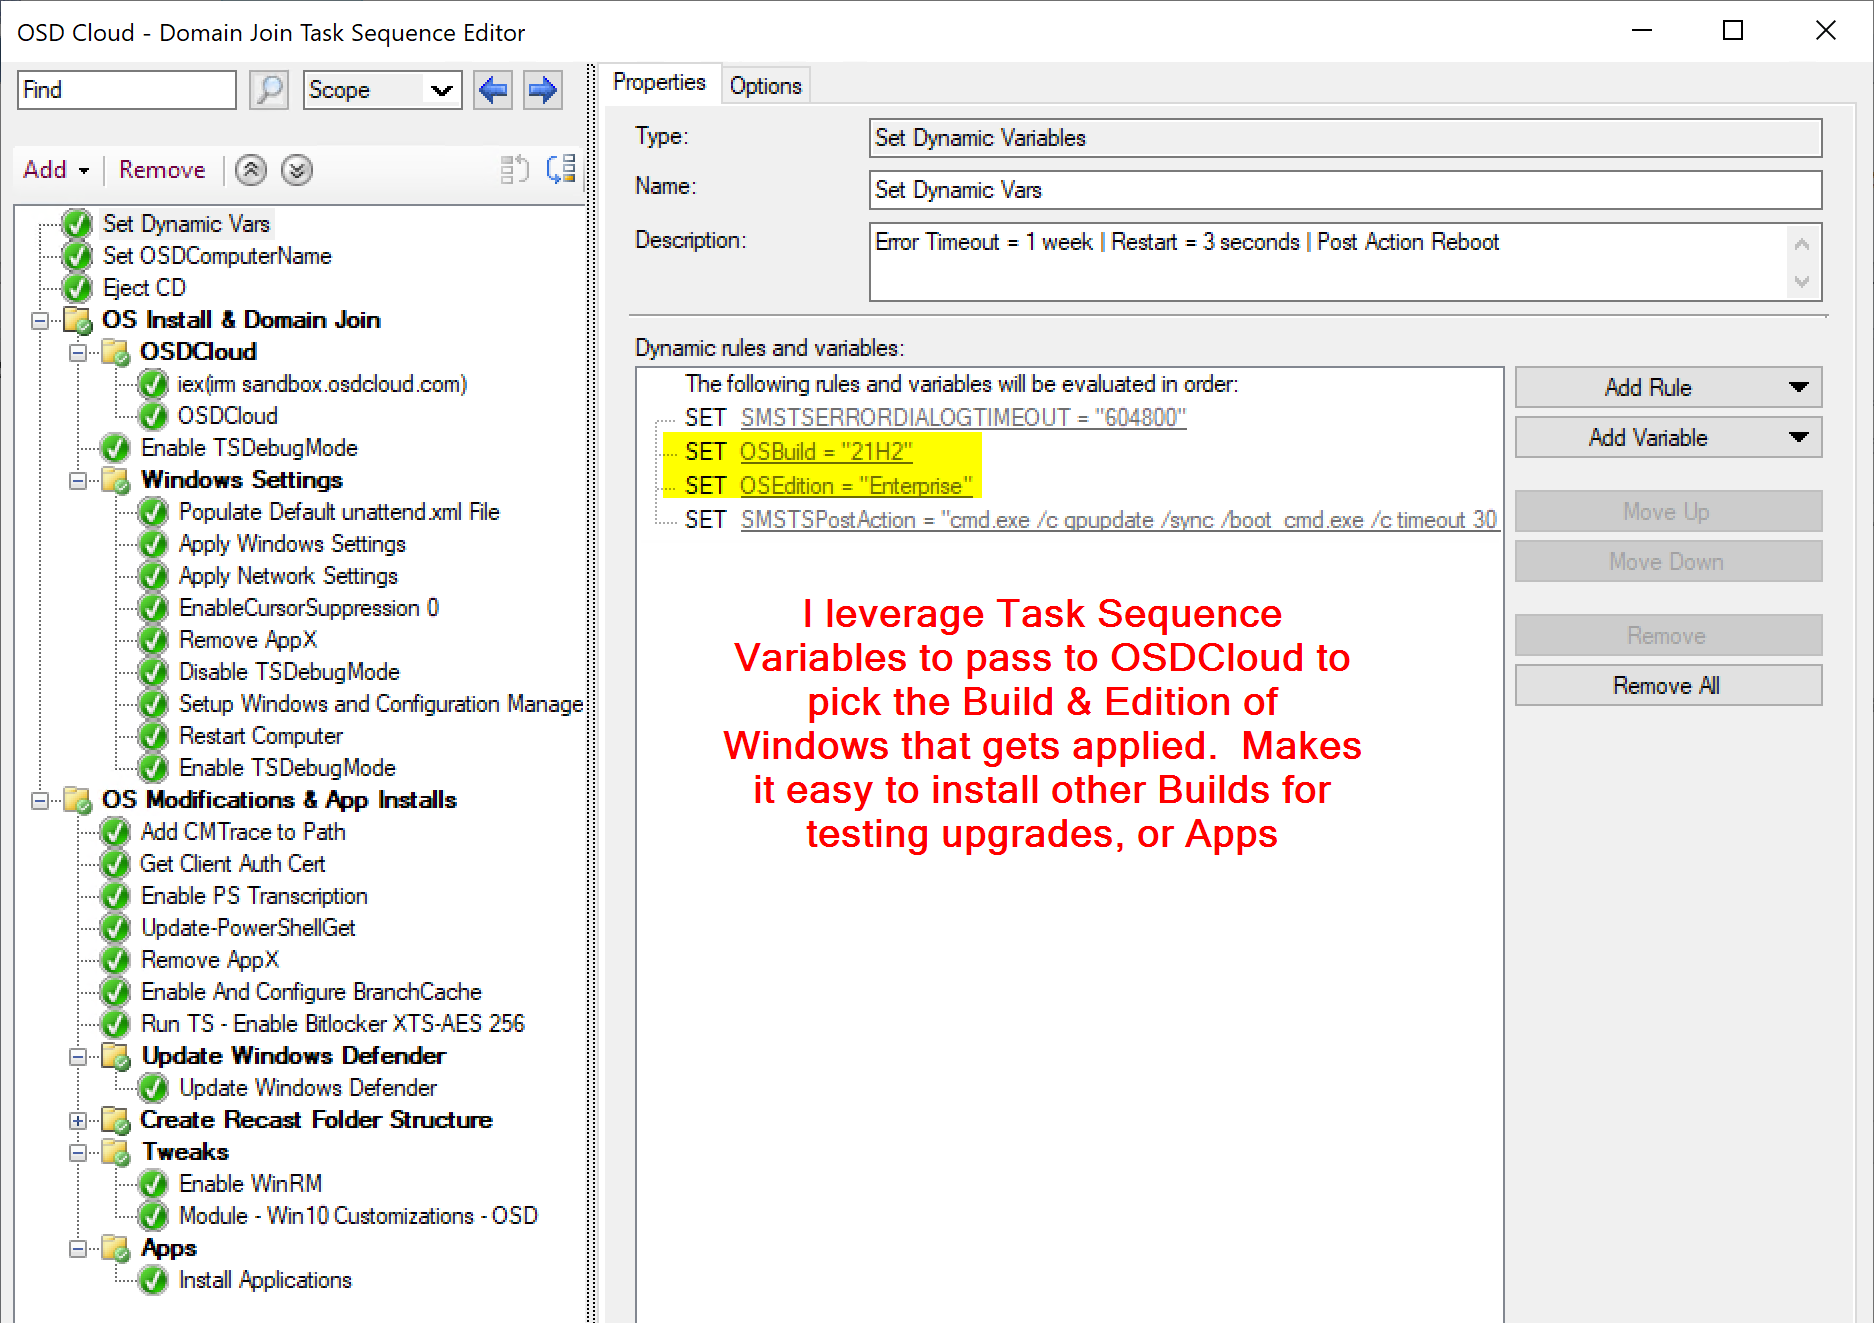 OSD Cloud - Domain Join Task Sequence Editor
Find
Scope
Add
Remove
Set Dynamic Vars
Set OSDComputerName
Eject CD
OS Install & Domain Join
OSDCloud
iex(irm sandbox.osdcloud.com)
OSDCloud
Enable TSDebugMode
Windows Settings
Populate Default unattend.xml File
Apply Windows Settings
Apply Network Settings
EnableCursorSuppression 0
Remove AppX
Disable TSDebugMode
Setup Windows and Configuration Manage
Restart Computer
Enable TSDebugMode
OS Modifications & App Installs
Add CMTrace to Path
Get Client Auth Cert
Enable PS Transcription
Update-PowerShellGet
Remove AppX
Enable And Configure BranchCache
Run TS - Enable Bitlocker XTS-AES 256
Update Windows Defender
Update Windows Defender
Create Recast Folder Structure
Tweaks
Enable WinRM
Module - Win10 Customizations - OSD
Apps
Install Applications
Properties
Options
Type:
Set Dynamic Variables
Name:
Set Dynamic Vars
Description:
Error Timeout = 1 week | Restart = 3 seconds | Post Action Reboot
Dynamic rules and variables:
The following rules and variables will be evaluated in order:
SET SMSTSERRORDIALOGTIMEOUT = "604800"
SET OSBuild = "21H2"
SET OSEdition = "Enterprise"
SET SMSTSPostAction = "cmd.exe /c gpupdate /sync /boot cmd.exe /c timeout 30
I leverage Task Sequence
Variables to pass to OSDCloud to
pick the Build & Edition of
Windows that gets applied. Makes
it easy to install other Builds for
testing upgrades, or Apps
Add Rule
Add Variable
Move Up
Move Down
Remove
Remove All